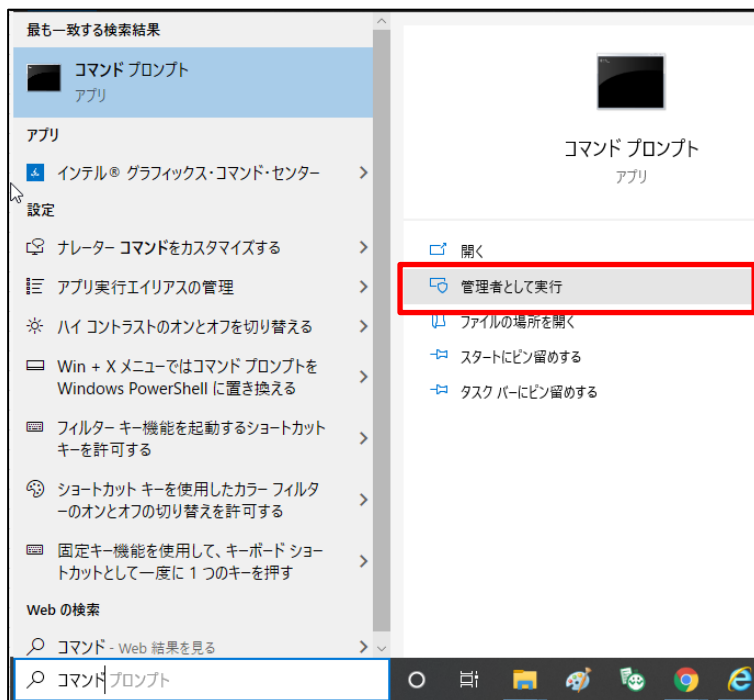 最も一致する検索結果
コマンド プロンプト
アプリ
アプリ
インテル® グラフィックス・コマンド・センター
設定
ナレーター コマンドをカスタマイズする
アプリ実行エイリアスの管理
ハイ コントラストのオンとオフを切り替える
Win + X メニューではコマンド プロンプトを
Windows PowerShell に置き換える
フィルター キー機能を起動するショートカット
キーを許可する
ショートカット キーを使用したカラー フィルタ
ーのオンとオフの切り替えを許可する
固定キー機能を使用して、キーボード ショー
トカットとして一度に 1 つのキーを押す
Web の検索
コマンド - Web 結果を見る
コマンド プロンプト
コマンド プロンプト
アプリ
開く
管理者として実行
ファイルの場所を開く
スタートにピン留めする
タスク バーにピン留めする